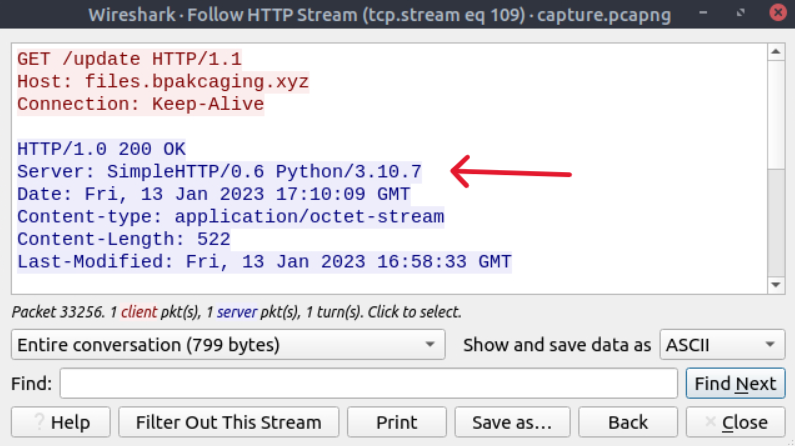 Wireshark · Follow HTTP Stream (tcp.stream eq 109) · capture.pcapng
GET /update HTTP/1.1
Host: files.bpakcaging.xyz
Connection: Keep-Alive
HTTP/1.0 200 OK
Server: SimpleHTTP/0.6 Python/3.10.7
Date: Fri, 13 Jan 2023 17:10:09 GMT
Content-type: application/octet-stream
Content-Length: 522
Last-Modified: Fri, 13 Jan 2023 16:58:33 GMT
Packet 33256. 1 client pkt(s), 1 server pkt(s), 1 turn(s). Click to select.
Entire conversation (799 bytes) Show and save data as ASCII
Find: Find Next
Help Filter Out This Stream Print Save as... Back Close